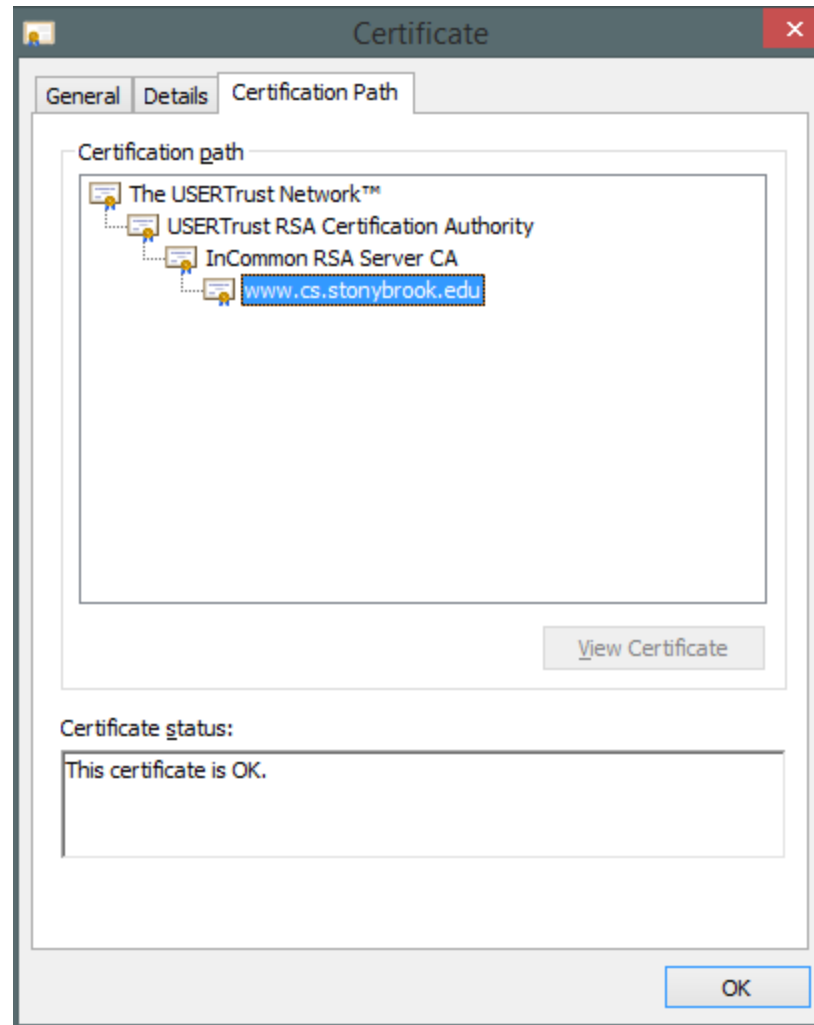 Certificate
General Details Certification Path
Certification path
The USERTrust Network™
USERTrust RSA Certification Authority
InCommon RSA Server CA
www.cs.stonybrook.edu
View Certificate
Certificate status:
This certificate is OK.
OK